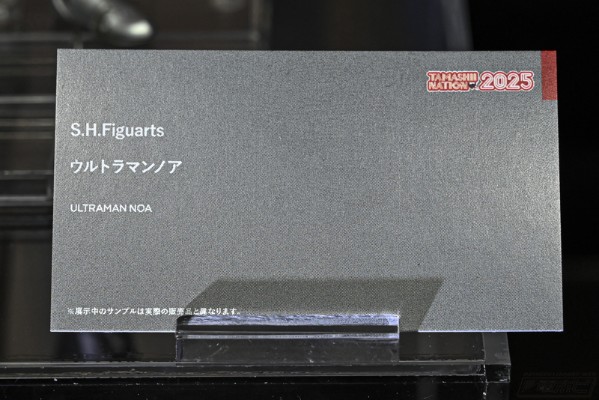 TAMASHII
NATION 2025
S.H.Figuarts
ウルトラマンノア
ULTRAMAN NOA
※展示中のサンプルは実際の販売品と異なります。